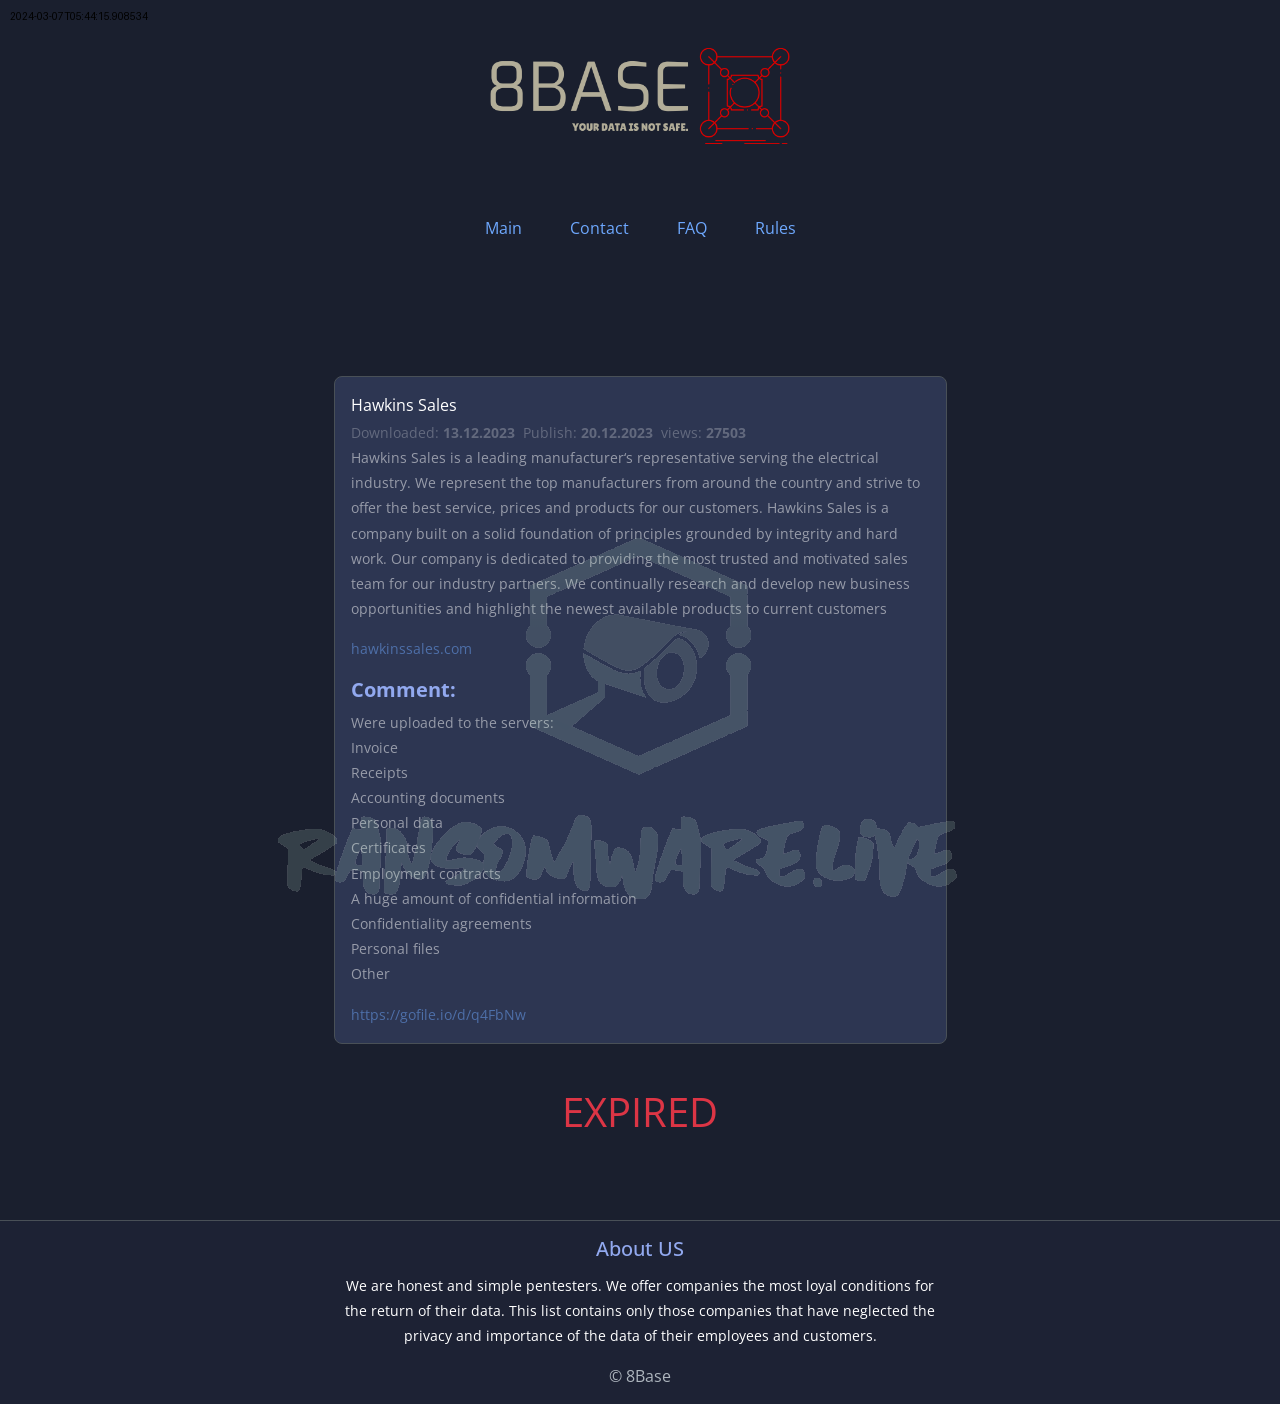 2024-03-07T05:44:15.908534
8BASE
YOUR DATA IS NOT SAFE.
Main Contact FAQ Rules
Hawkins Sales
Downloaded: 13.12.2023 Publish: 20.12.2023 views: 27503
Hawkins Sales is a leading manufacturer's representative serving the electrical
industry. We represent the top manufacturers from around the country and strive to
offer the best service, prices and products for our customers. Hawkins Sales is a
company built on a solid foundation of principles grounded by integrity and hard
work. Our company is dedicated to providing the most trusted and motivated sales
team for our industry partners. We continually research and develop new business
opportunities and highlight the newest available products to current customers
hawkinssales.com
Comment:
Were uploaded to the servers:
Invoice
Receipts
Accounting documents
Personal data
Certificates
Employment contracts
A huge amount of confidential information
Confidentiality agreements
Personal files
Other
RANSOMWARE.LIVE
https://gofile.io/d/q4FbNw
EXPIRED
About US
We are honest and simple pentesters. We offer companies the most loyal conditions for
the return of their data. This list contains only those companies that have neglected the
privacy and importance of the data of their employees and customers.
© 8Base